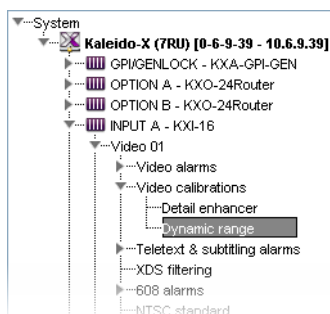 System
Kaleido-X (7RU) [0-6-9-39 - 10.6.9.39]
GPI/GENLOCK - KXA-GPI-GEN
OPTION A - KXO-24Router
OPTION B - KXO-24Router
INPUT A - KXI-16
Video 01
Video alarms
Video calibrations
Detail enhancer
Dynamic range
Teletext & subtitling alarms
XDS filtering
608 alarms
NTSC standard